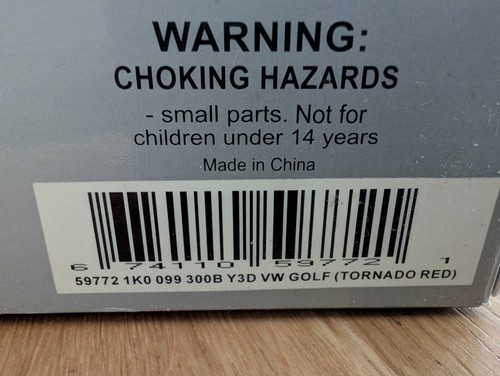 WARNING:
CHOKING HAZARDS
- small parts. Not for
children under 14 years
Made in China
6 74110 59772 1
59772 1K0 099 300B Y3D VW GOLF (TORNADO RED)